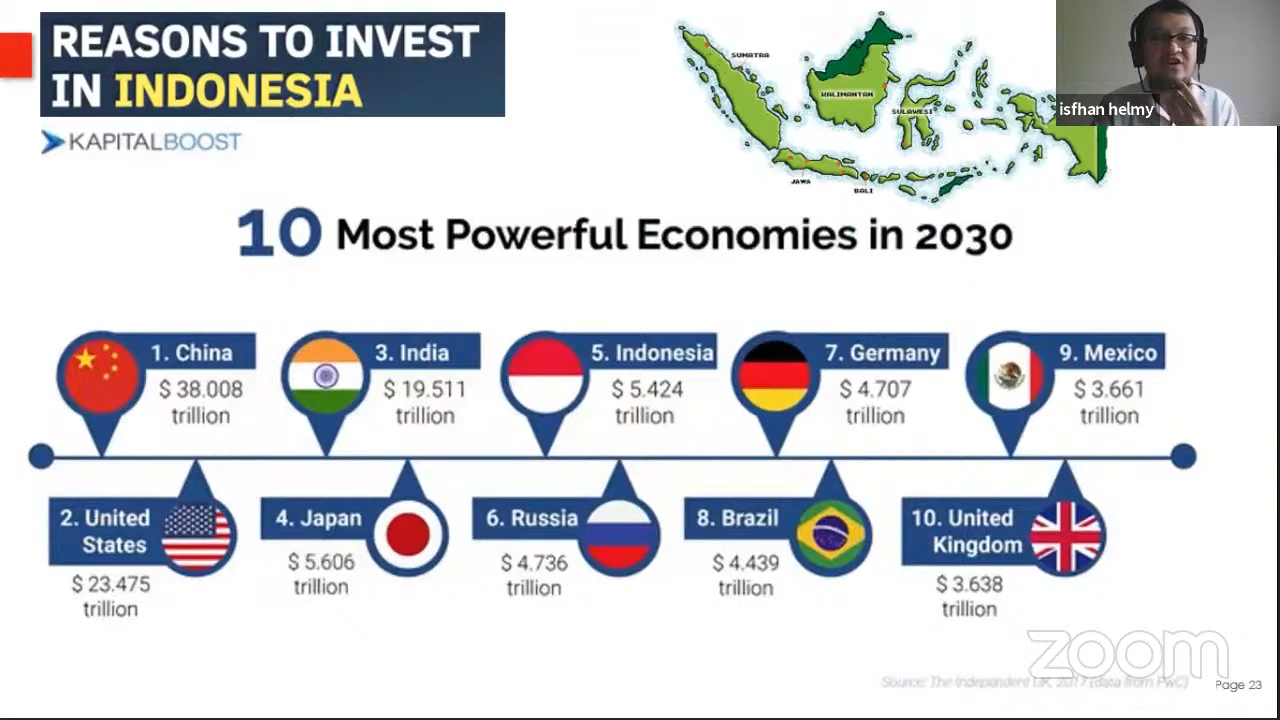 REASONS TO INVEST
IN INDONESIA
KAPITALBOOST
SUMATRA
KALIMANTAN
SULAWESI
JAWA
BALI
isfhan helmy
10 Most Powerful Economies in 2030
1. China
$ 38.008
trillion
3. India
$ 19.511
trillion
5. Indonesia
$ 5.424
trillion
7. Germany
$ 4.707
trillion
9. Mexico
$ 3.661
trillion
2. United
States
$ 23.475
trillion
4. Japan
$ 5.606
trillion
6. Russia
$ 4.736
trillion
8. Brazil
$ 4.439
trillion
10. United
Kingdom
$ 3.638
trillion
zoom
Source: The Independent UK, 2017 (data from PwC)
Page 23